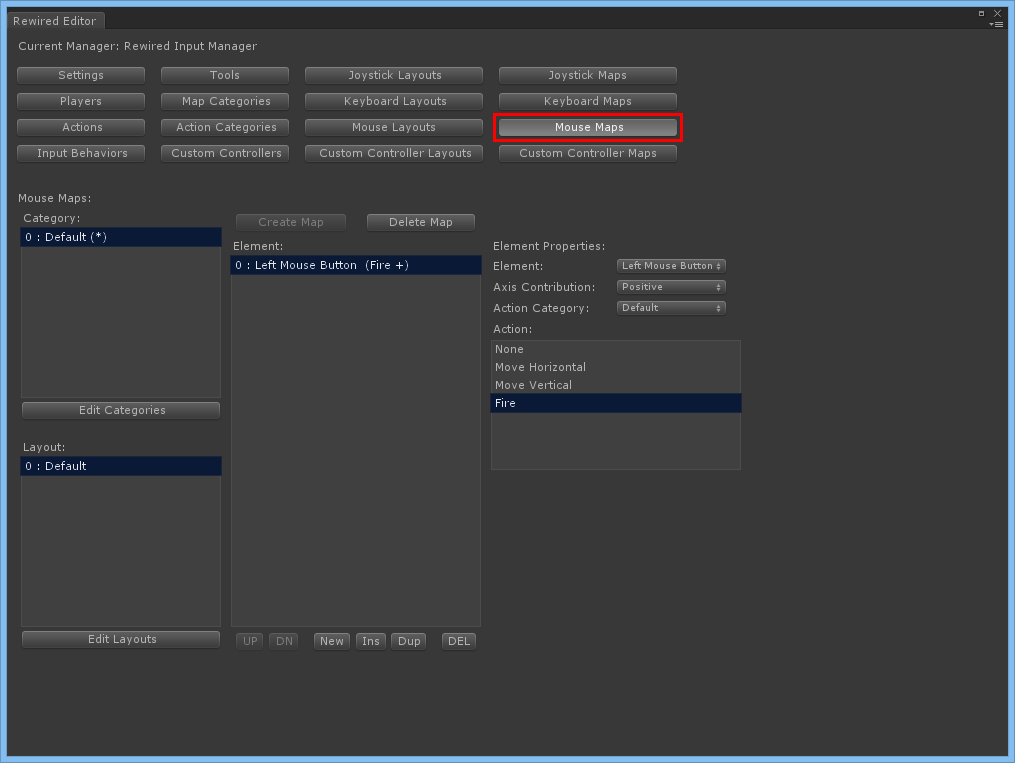 Rewired Editor
Current Manager: Rewired Input Manager
Settings Tools Joystick Layouts Joystick Maps
Players Map Categories Keyboard Layouts Keyboard Maps
Actions Action Categories Mouse Layouts Mouse Maps
Input Behaviors Custom Controllers Custom Controller Layouts Custom Controller Maps
Mouse Maps:
Category:
0 : Default (*)
Edit Categories
Layout:
0 : Default
Edit Layouts
Create Map Delete Map
Element:
0 : Left Mouse Button (Fire +)
UP DN New Ins Dup DEL
Element Properties:
Element: Left Mouse Button
Axis Contribution: Positive
Action Category: Default
Action:
None
Move Horizontal
Move Vertical
Fire